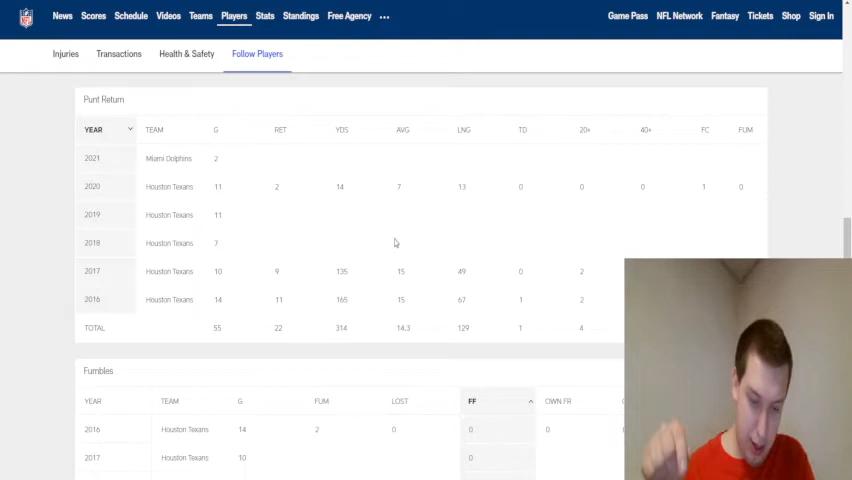 NFL
News Scores Schedule Videos Teams Players Stats Standings Free Agency ••• Game Pass NFL Network Fantasy Tickets Shop Sign In
Injuries Transactions Health & Safety Follow Players
Punt Return
YEAR TEAM G RET YDS AVG LNG TD 20+ 40+ FC FUM
2021 Miami Dolphins 2
2020 Houston Texans 11 2 14 7 13 0 0 0 1 0
2019 Houston Texans 11
2018 Houston Texans 7
2017 Houston Texans 10 9 135 15 49 0 2
2016 Houston Texans 14 11 165 15 67 1 2
TOTAL 55 22 314 14.3 129 1 4
Fumbles
YEAR TEAM G FUM LOST FF OWN FR
2016 Houston Texans 14 2 0 0 0 0
2017 Houston Texans 10 0